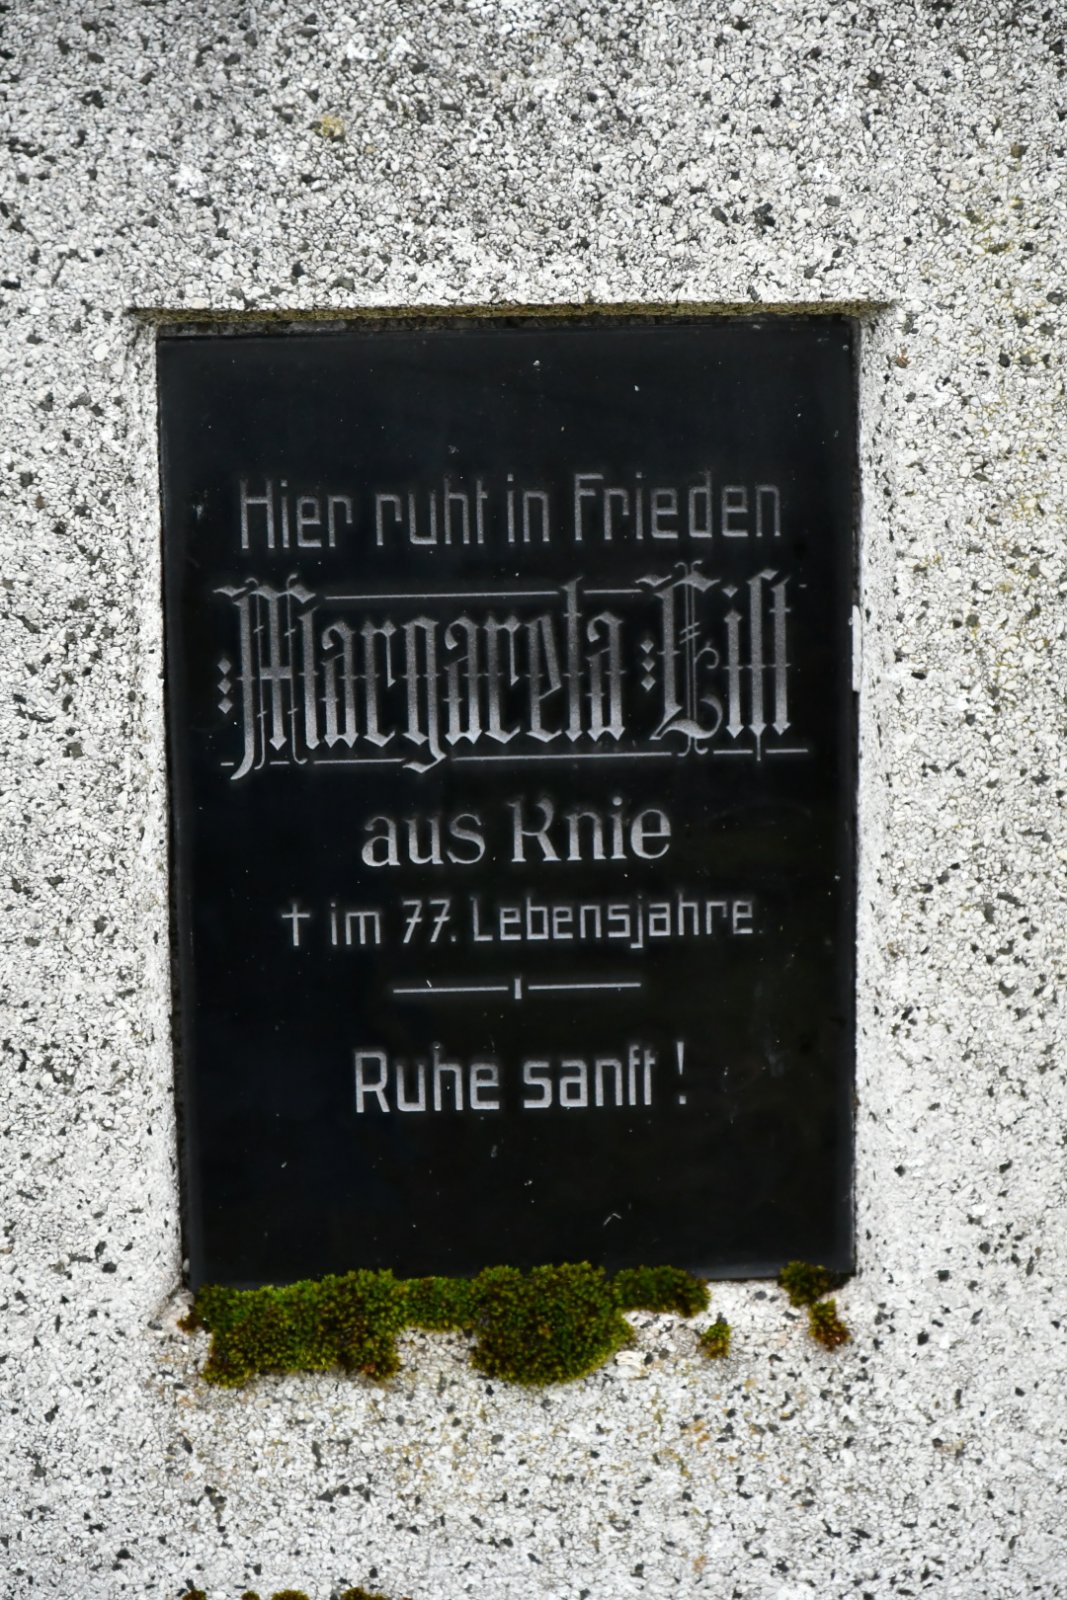 Hier ruht in Frieden
Margareta List
aus Knie
† im 77. Lebensjahre.
Ruhe sanft!